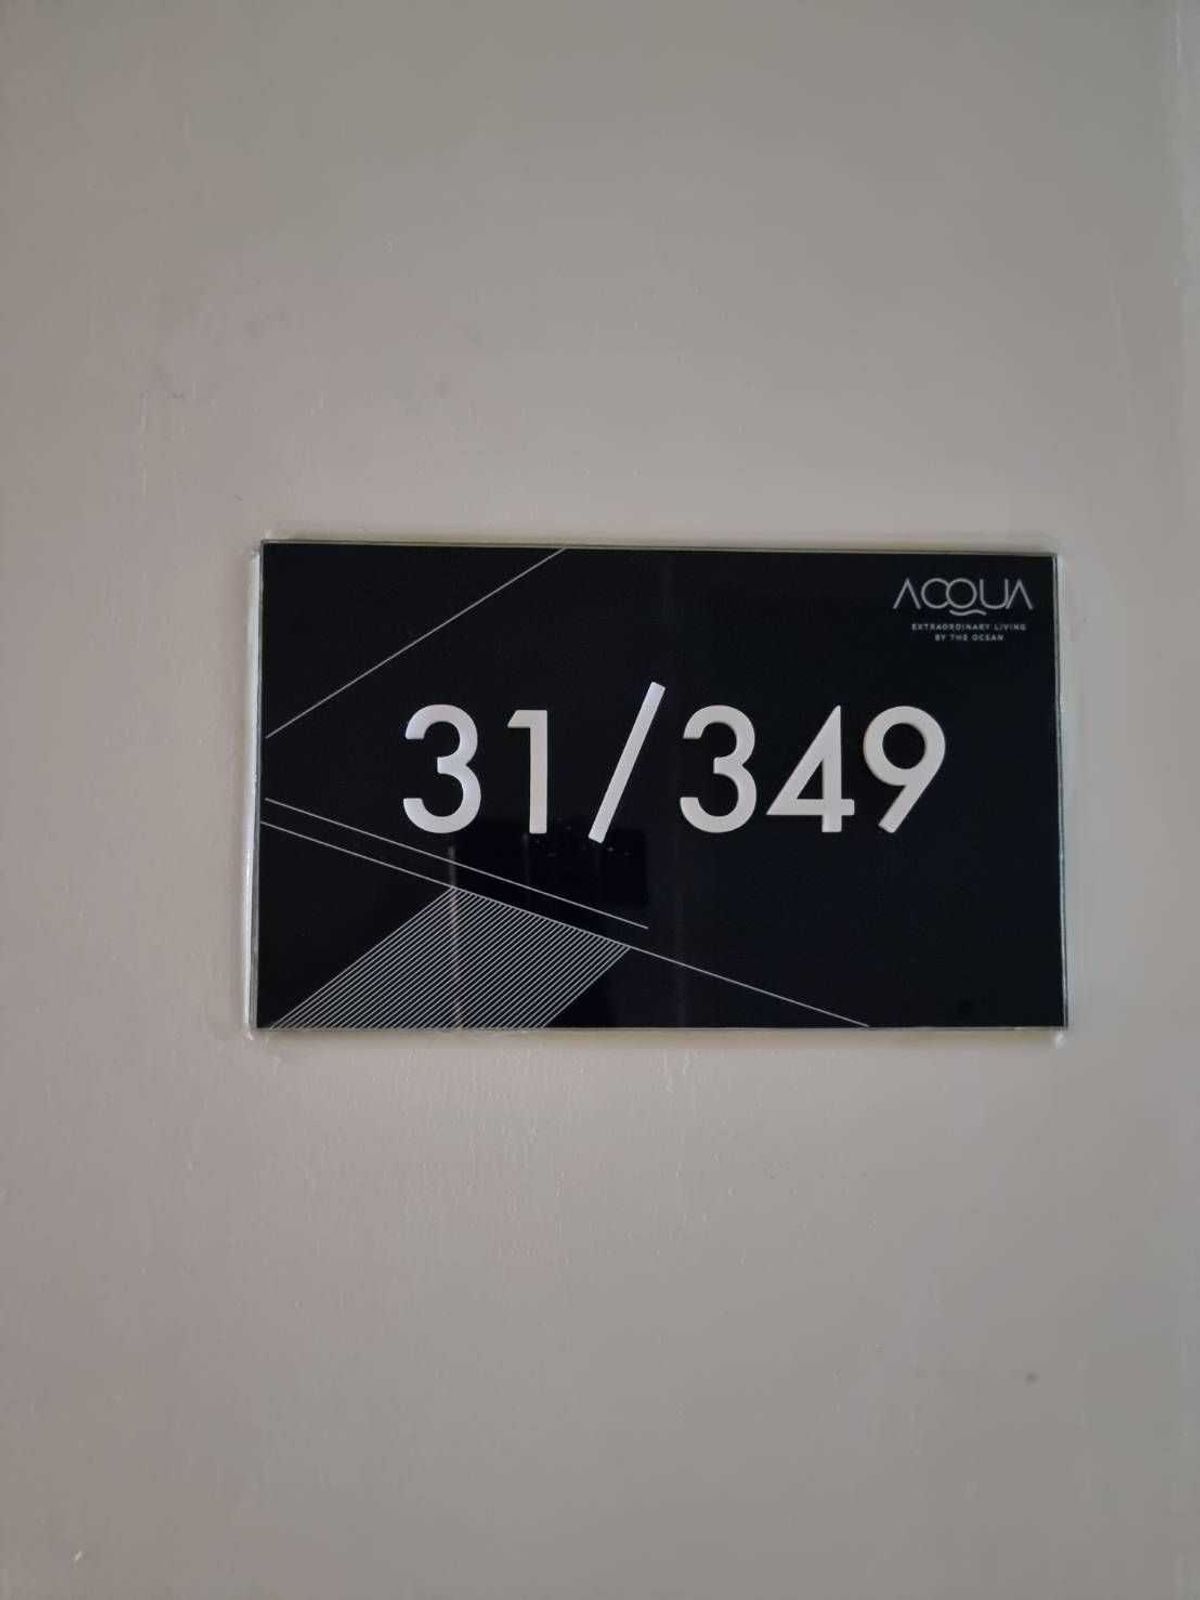 ACQUA
EXTRAORDINARY LIVING
BY THE OCEAN
31/349